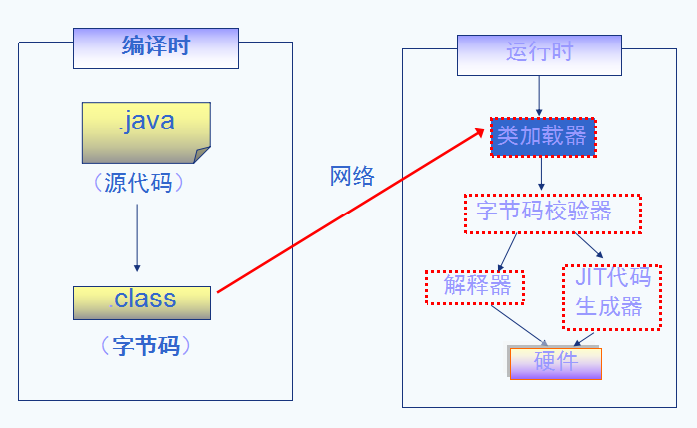 编译时
.java
（源代码）
.class
（字节码）
网络
运行时
类加载器
字节码校验器
解释器
JIT代码
生成器
硬件